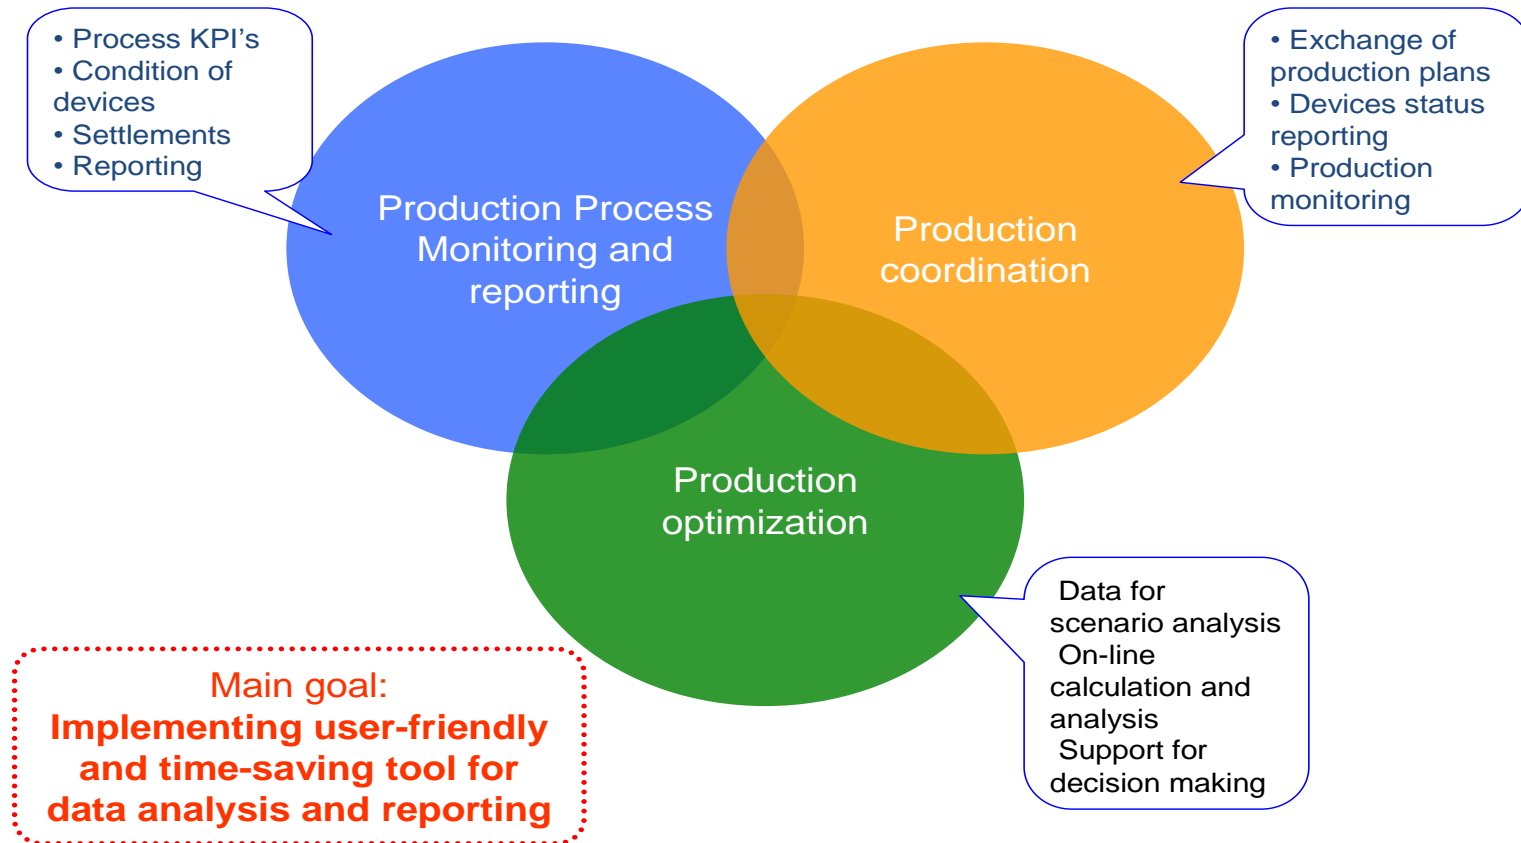 • Process KPI's
• Condition of
devices
• Settlements
• Reporting
• Exchange of
production plans
• Devices status
reporting
• Production
monitoring
Production Process
Monitoring and
reporting
Production
coordination
Production
optimization
Data for
scenario analysis
On-line
calculation and
analysis
Support for
decision making
Main goal:
Implementing user-friendly
and time-saving tool for
data analysis and reporting